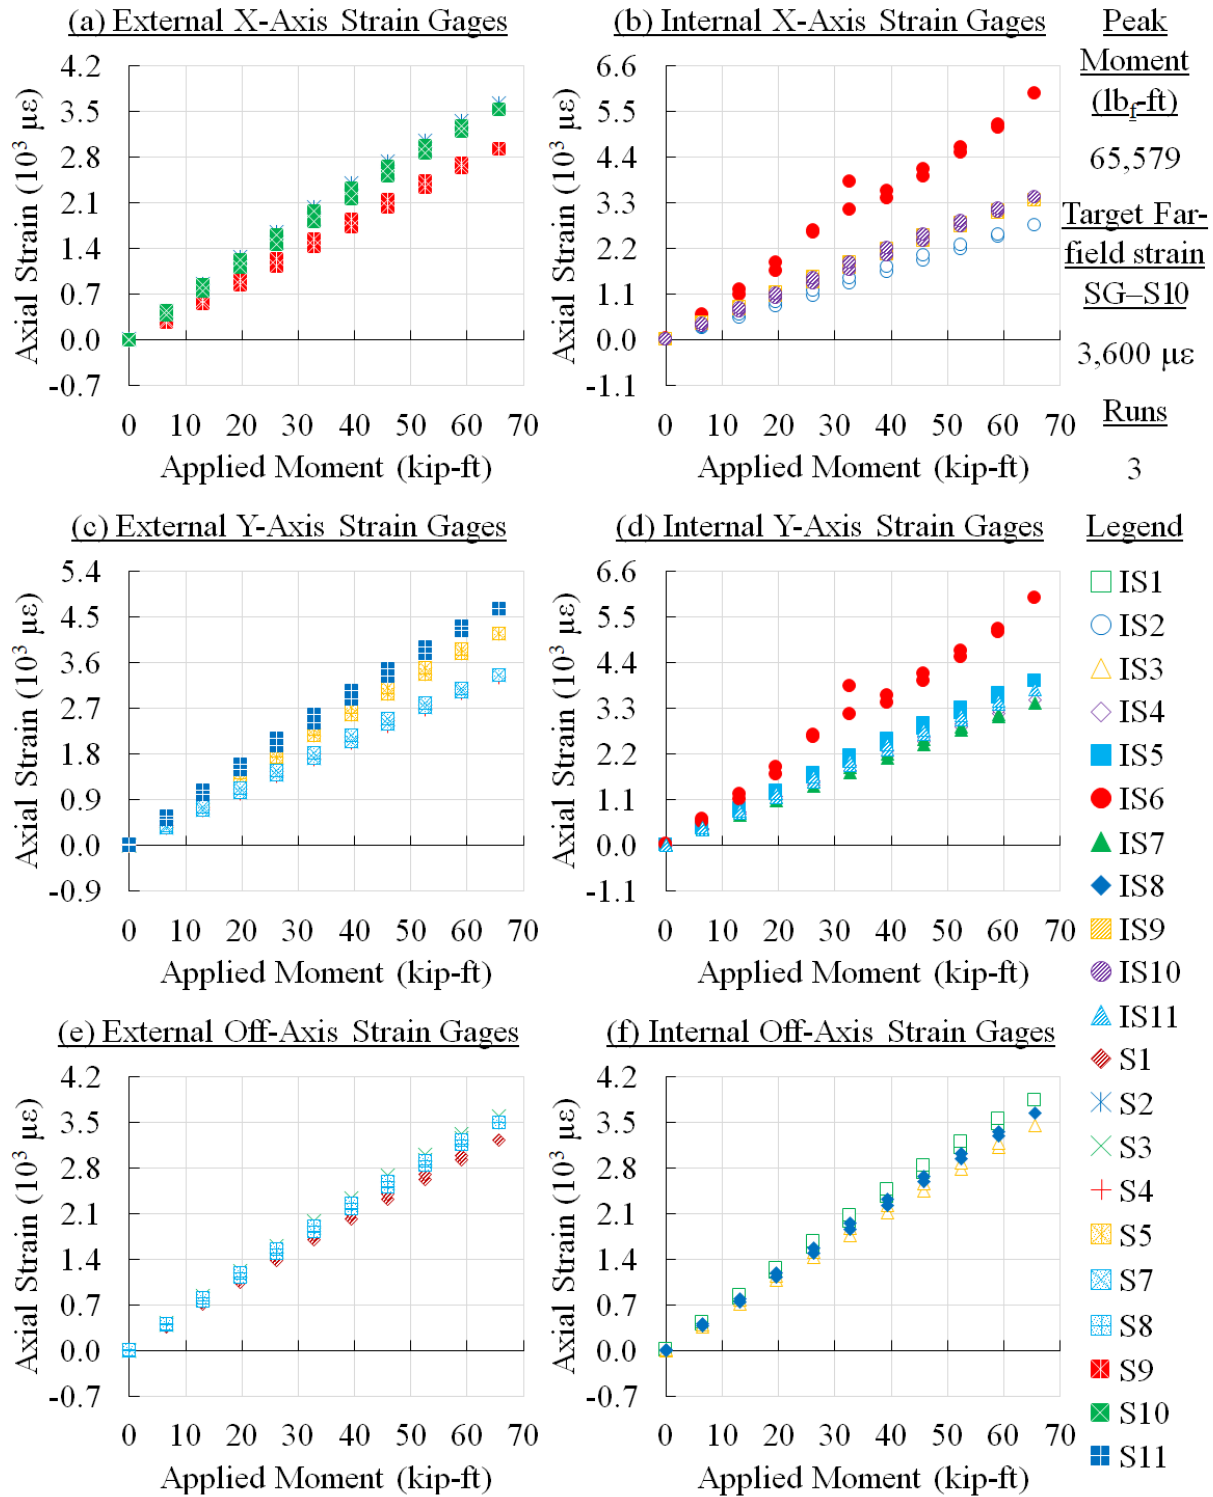 (a) External X-Axis Strain Gages
Axial Strain (10³ µε)
4.2
3.5
2.8
2.1
1.4
0.7
0.0
-0.7
0 10 20 30 40 50 60 70
Applied Moment (kip-ft)
(b) Internal X-Axis Strain Gages
Axial Strain (10³ µε)
6.6
5.5
4.4
3.3
2.2
1.1
0.0
-1.1
0 10 20 30 40 50 60 70
Applied Moment (kip-ft)
Peak
Moment
(lbf-ft)
65,579
Target Far-
field strain
SG–S10
3,600 µε
Runs
3
(c) External Y-Axis Strain Gages
Axial Strain (10³ µε)
5.4
4.5
3.6
2.7
1.8
0.9
0.0
-0.9
0 10 20 30 40 50 60 70
Applied Moment (kip-ft)
(d) Internal Y-Axis Strain Gages
Axial Strain (10³ µε)
6.6
5.5
4.4
3.3
2.2
1.1
0.0
-1.1
0 10 20 30 40 50 60 70
Applied Moment (kip-ft)
(e) External Off-Axis Strain Gages
Axial Strain (10³ µε)
4.2
3.5
2.8
2.1
1.4
0.7
0.0
-0.7
0 10 20 30 40 50 60 70
Applied Moment (kip-ft)
(f) Internal Off-Axis Strain Gages
Axial Strain (10³ µε)
4.2
3.5
2.8
2.1
1.4
0.7
0.0
-0.7
0 10 20 30 40 50 60 70
Applied Moment (kip-ft)
Legend
IS1
IS2
IS3
IS4
IS5
IS6
IS7
IS8
IS9
IS10
IS11
S1
S2
S3
S4
S5
S7
S8
S9
S10
S11